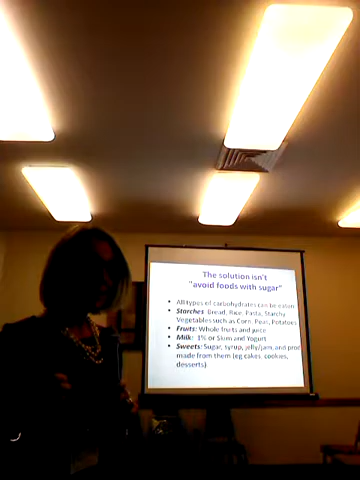 The solution isn't
"avoid foods with sugar"
• All types of carbohydrates can be eaten
• Starches: Bread, Rice, Pasta, Starchy
Vegetables such as Corn, Peas, Potatoes
• Fruits: Whole fruits and juice
• Milk: 1% or Skim and Yogurt
• Sweets: Sugar, syrup, jelly/jam, and
made from them (eg cakes, cookies,
desserts)